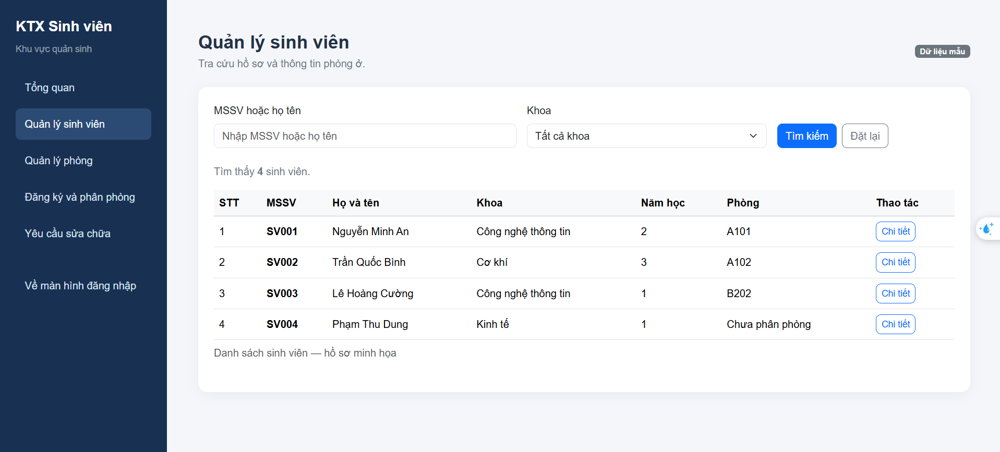 KTX Sinh viên
Khu vực quản sinh
Tổng quan
Quản lý sinh viên
Quản lý phòng
Đăng ký và phân phòng
Yêu cầu sửa chữa
Về màn hình đăng nhập
Quản lý sinh viên
Tra cứu hồ sơ và thông tin phòng ở.
Dữ liệu mẫu
MSSV hoặc họ tên Khoa
Nhập MSSV hoặc họ tên Tất cả khoa Tìm kiếm Đặt lại
Tìm thấy 4 sinh viên.
STT MSSV Họ và tên Khoa Năm học Phòng Thao tác
1 SV001 Nguyễn Minh An Công nghệ thông tin 2 A101 Chi tiết
2 SV002 Trần Quốc Bình Cơ khí 3 A102 Chi tiết
3 SV003 Lê Hoàng Cường Công nghệ thông tin 1 B202 Chi tiết
4 SV004 Phạm Thu Dung Kinh tế 1 Chưa phân phòng Chi tiết
Danh sách sinh viên — hồ sơ minh họa